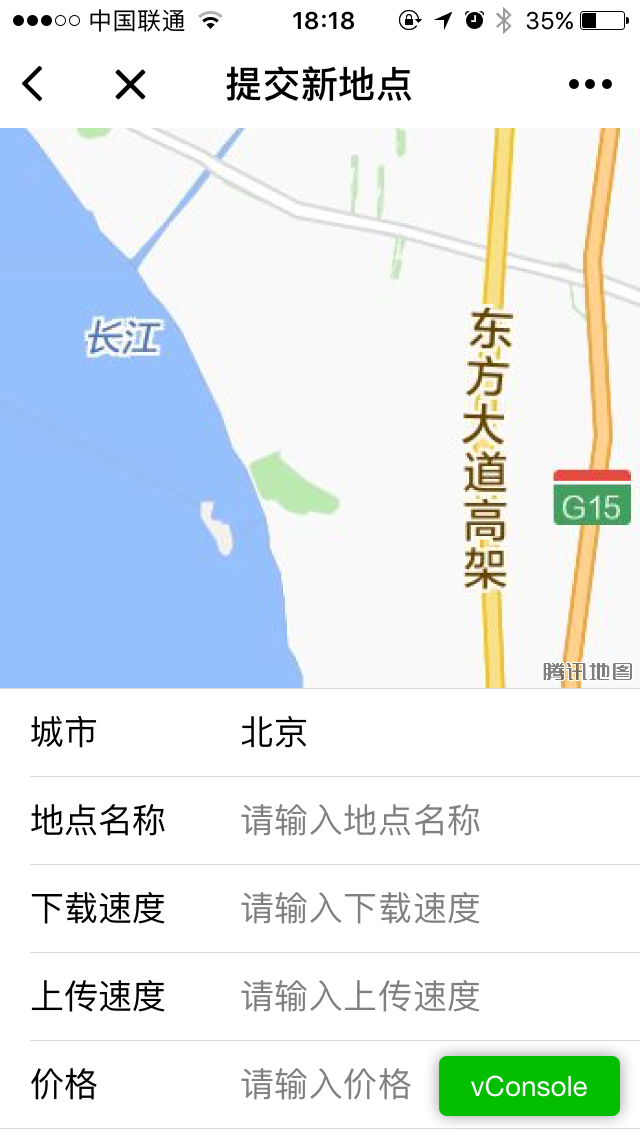 中国联通 18:18 35%
提交新地点
长江
东方大道高架
G15
腾讯地图
城市 北京
地点名称 请输入地点名称
下载速度 请输入下载速度
上传速度 请输入上传速度
价格 请输入价格 vConsole